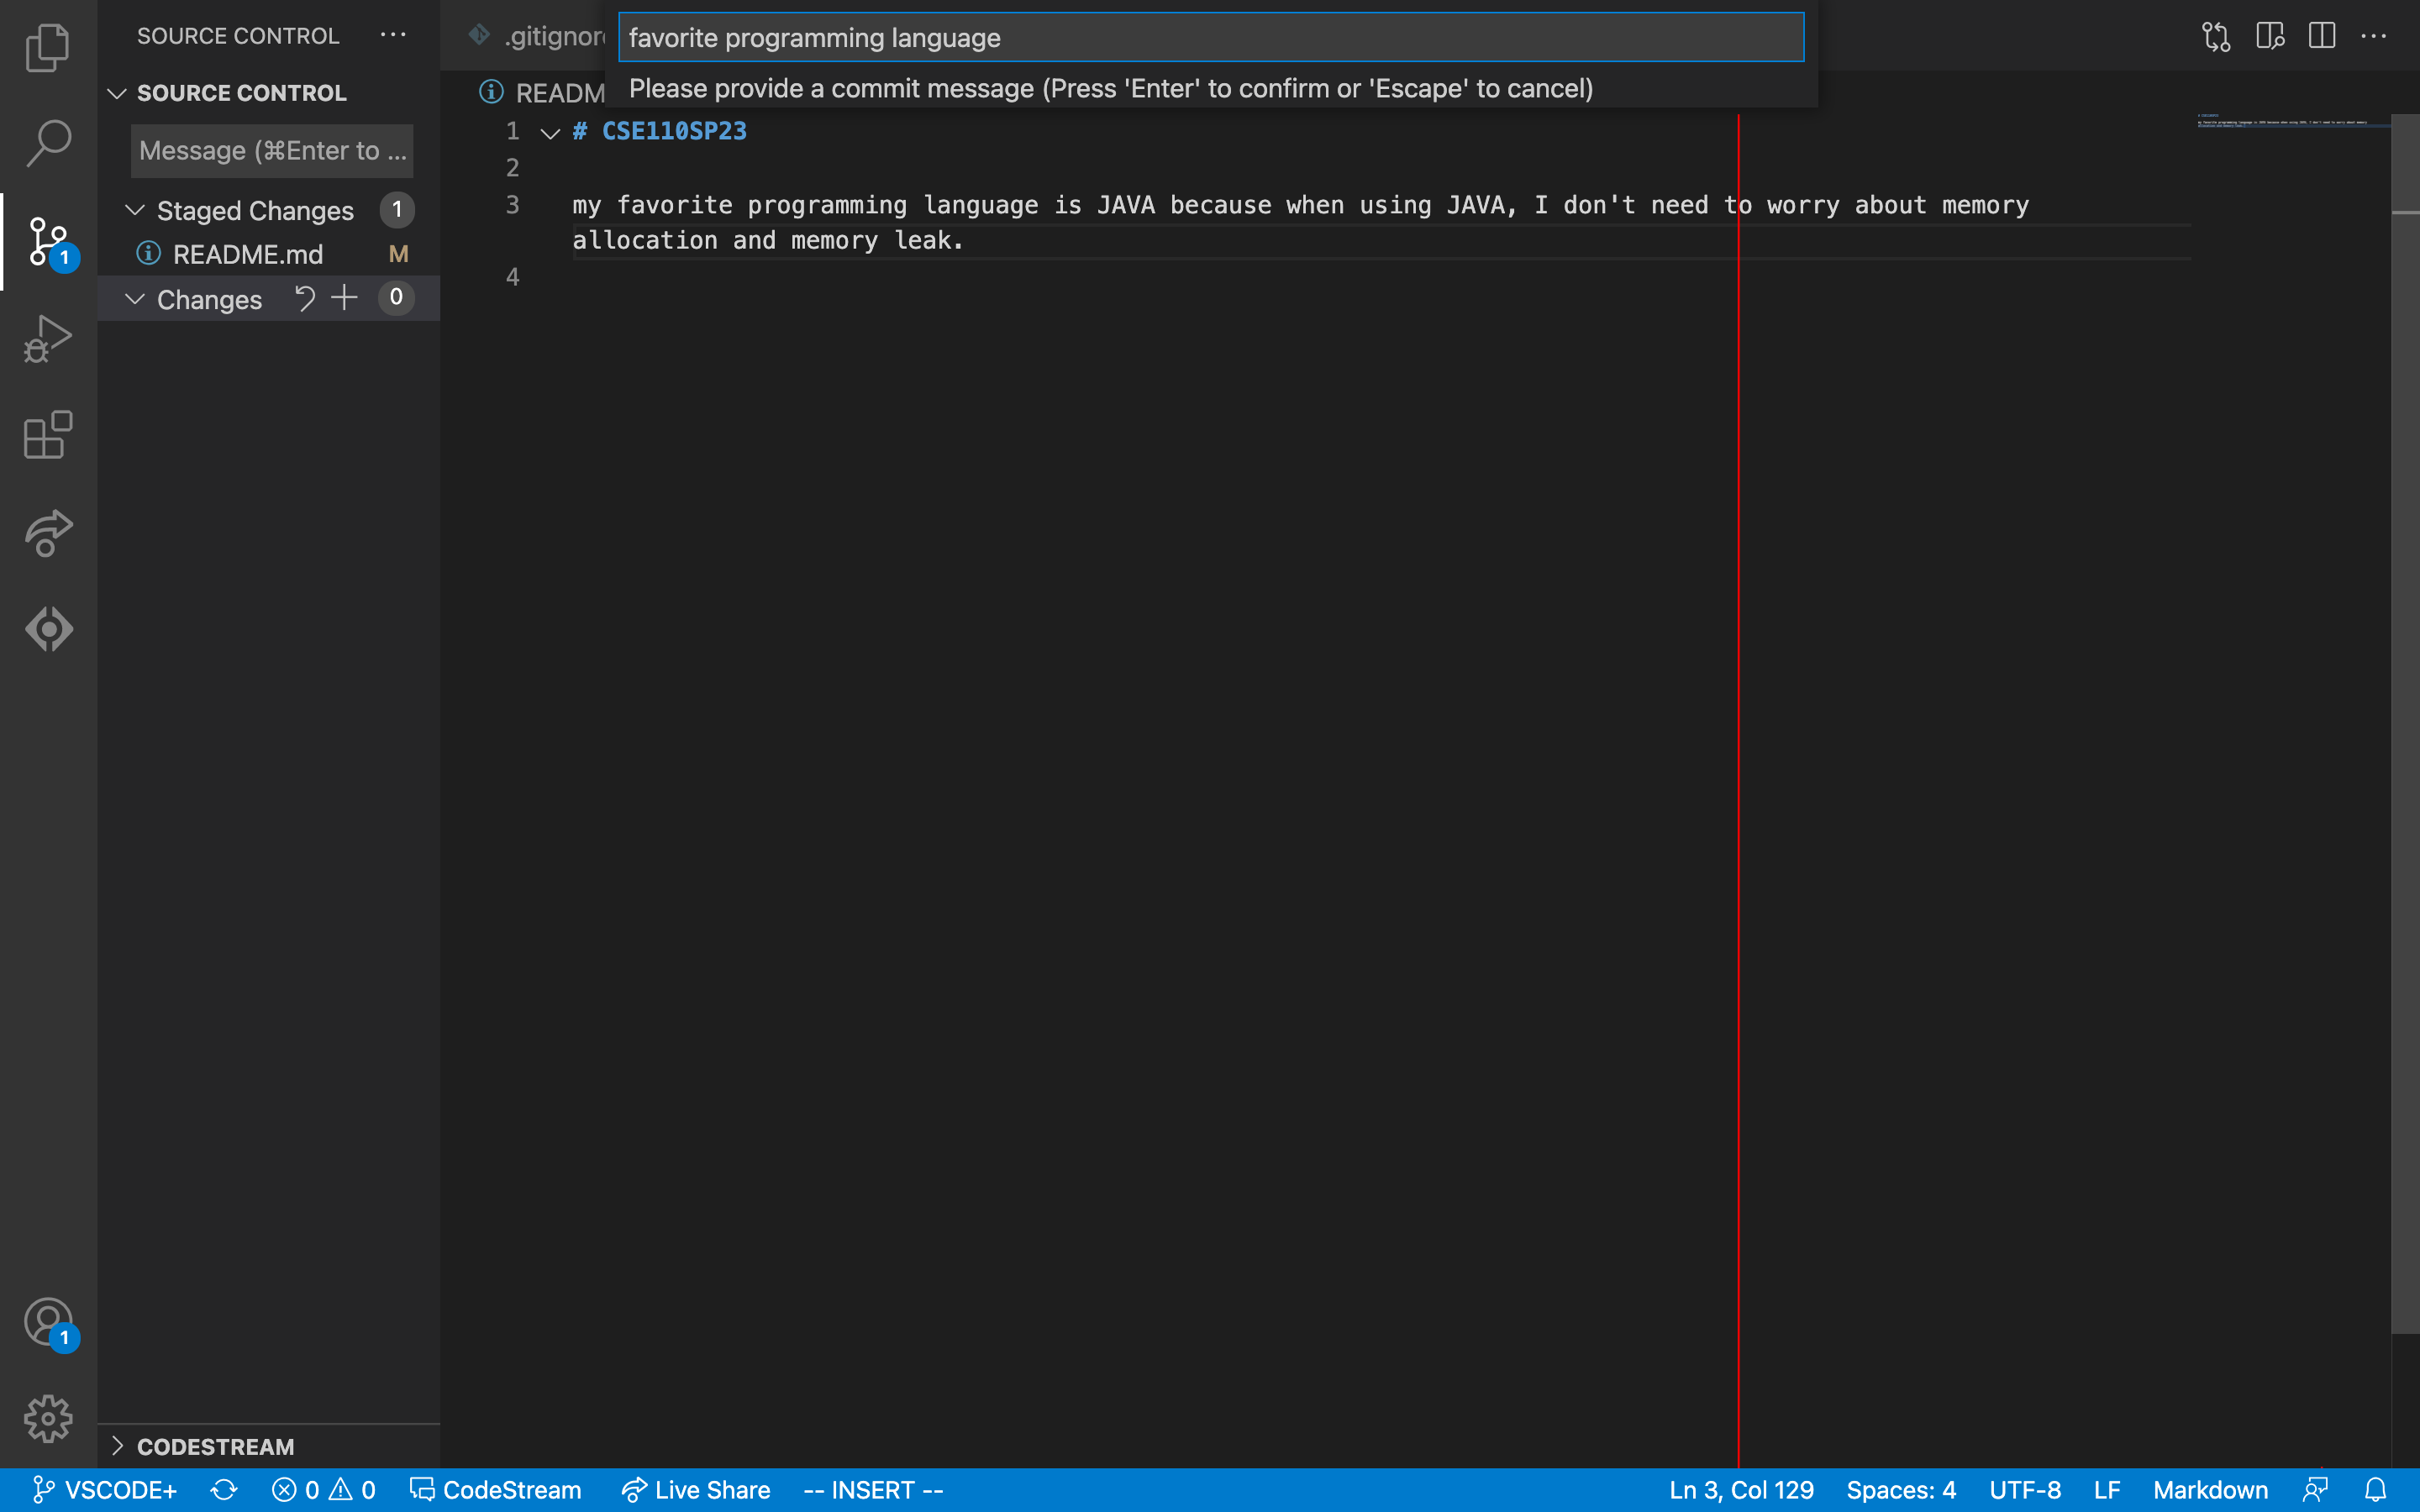 SOURCE CONTROL
SOURCE CONTROL
Message (⌘Enter to ...
Staged Changes 1
README.md M
Changes 0
1
1
CODESTREAM
.gitignore
favorite programming language
Please provide a commit message (Press 'Enter' to confirm or 'Escape' to cancel)
READM
1 # CSE110SP23
2
3 my favorite programming language is JAVA because when using JAVA, I don't need to worry about memory
allocation and memory leak.
4
VSCODE+ 0 0 CodeStream Live Share -- INSERT -- Ln 3, Col 129 Spaces: 4 UTF-8 LF Markdown